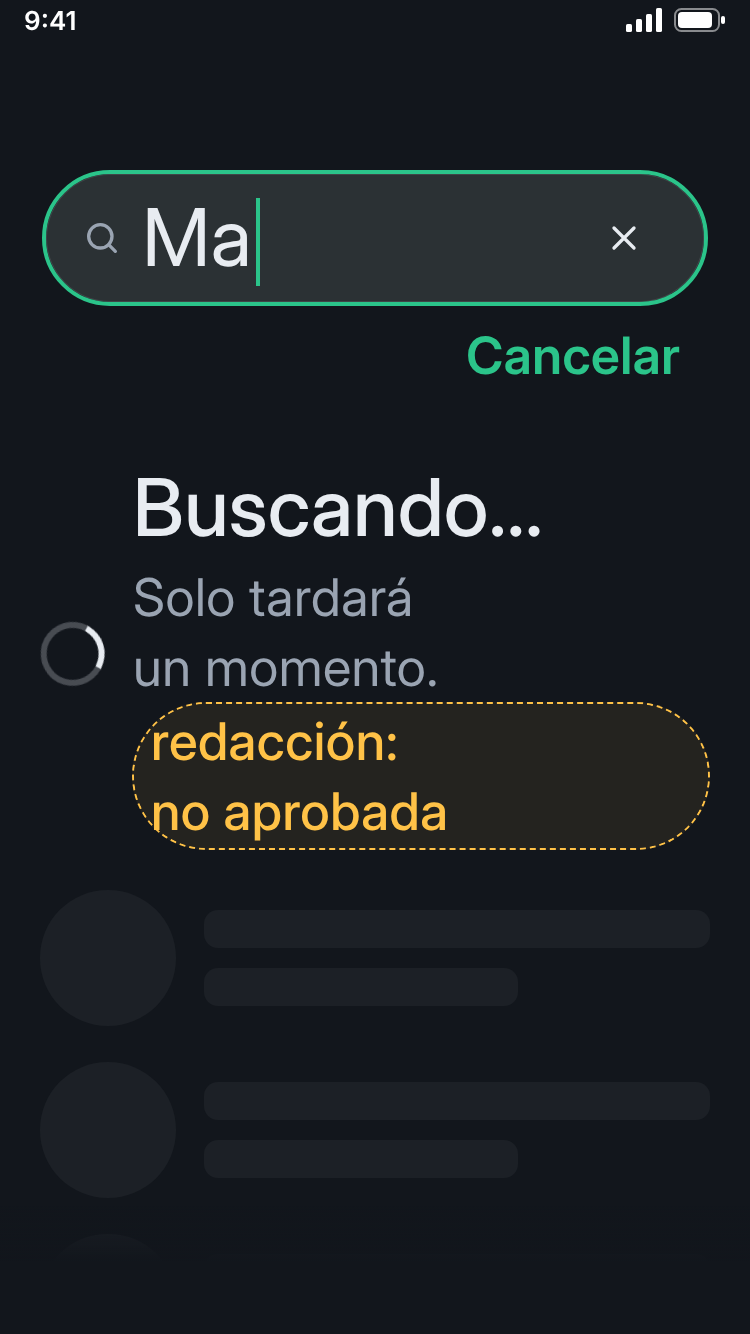 9:41
Ma
Cancelar
Buscando...
Solo tardará
un momento.
redacción:
no aprobada